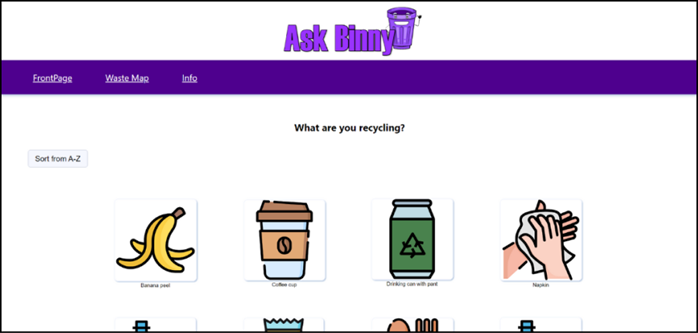 Ask Binny
FrontPage Waste Map Info
What are you recycling?
Sort from A-Z
Banana peel Coffee cup Drinking can with pant Napkin